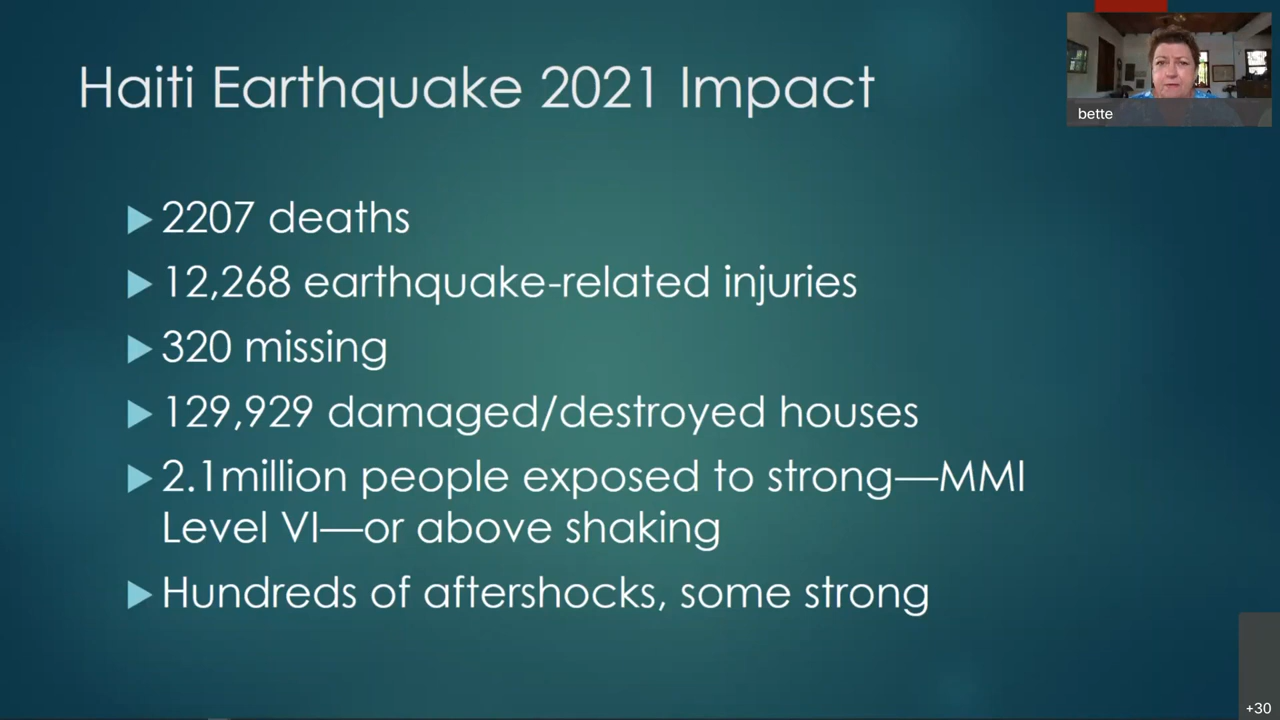 Haiti Earthquake 2021 Impact
bette
2207 deaths
12,268 earthquake-related injuries
320 missing
129,929 damaged/destroyed houses
2.1million people exposed to strong—MMI
Level VI—or above shaking
Hundreds of aftershocks, some strong
+30